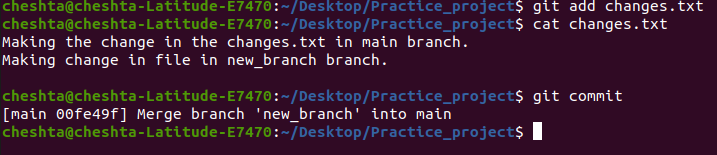 cheshta@cheshta-Latitude-E7470:~/Desktop/Practice_project$ git add changes.txt
cheshta@cheshta-Latitude-E7470:~/Desktop/Practice_project$ cat changes.txt
Making the change in the changes.txt in main branch.
Making change in file in new_branch branch.
cheshta@cheshta-Latitude-E7470:~/Desktop/Practice_project$ git commit
[main 00fe49f] Merge branch 'new_branch' into main
cheshta@cheshta-Latitude-E7470:~/Desktop/Practice_project$